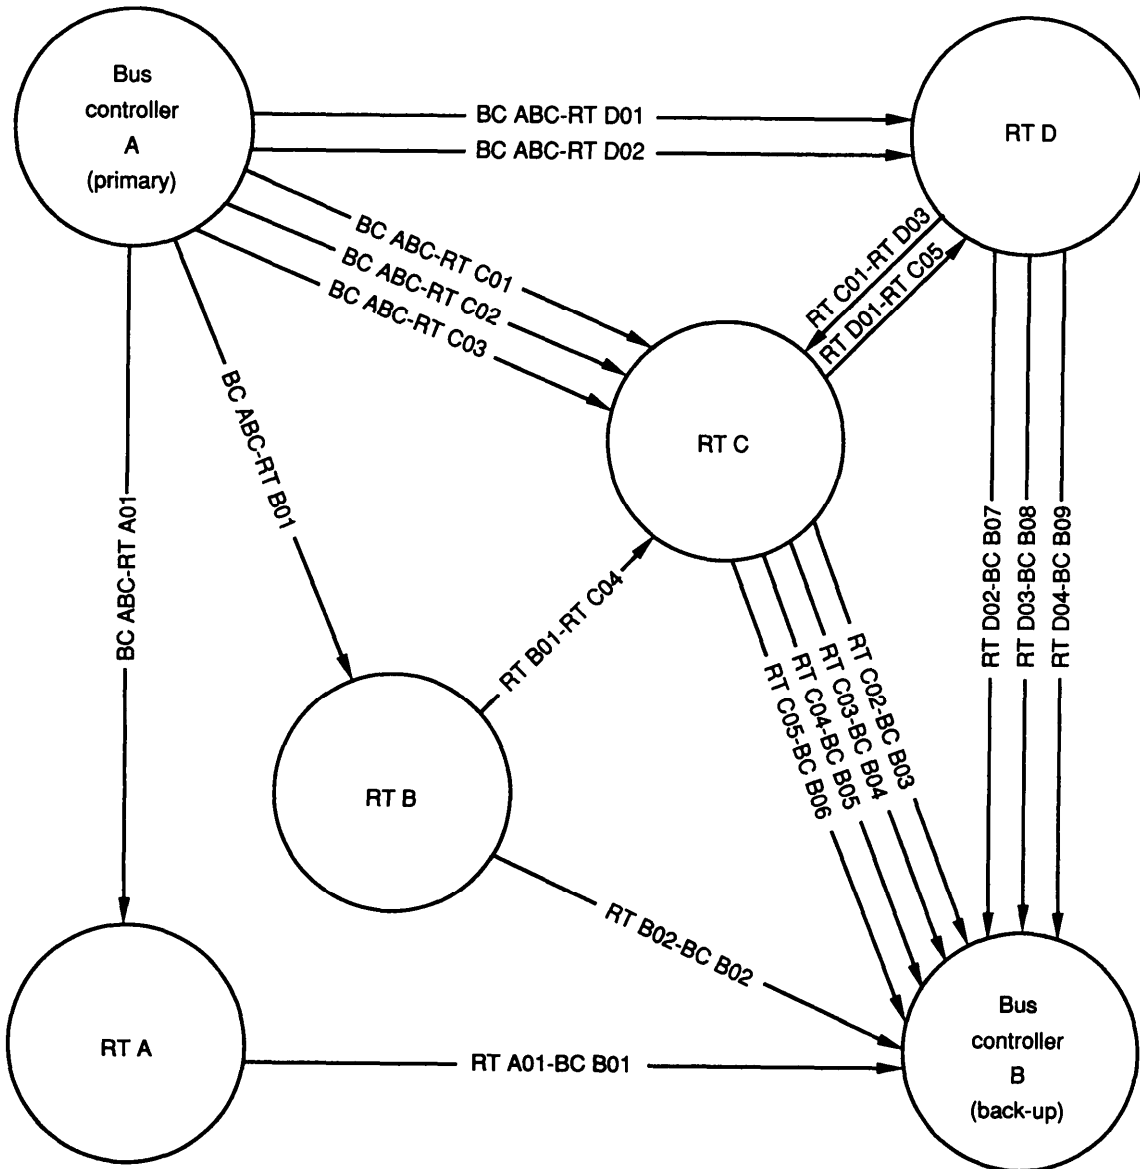 Bus
controller
A
(primary)
RT D
BC ABC-RT D01
BC ABC-RT D02
BC ABC-RT C01
BC ABC-RT C02
BC ABC-RT C03
RT C01-RT D03
RT D01-RT C05
BC ABC-RT B01
BC ABC-RT A01
RT C
RT B01-RT C04
RT D02-BC B07
RT D03-BC B08
RT D04-BC B09
RT C05-BC B06
RT C04-BC B05
RT C03-BC B04
RT C02-BC B03
RT B
RT B02-BC B02
RT A
RT A01-BC B01
Bus
controller
B
(back-up)